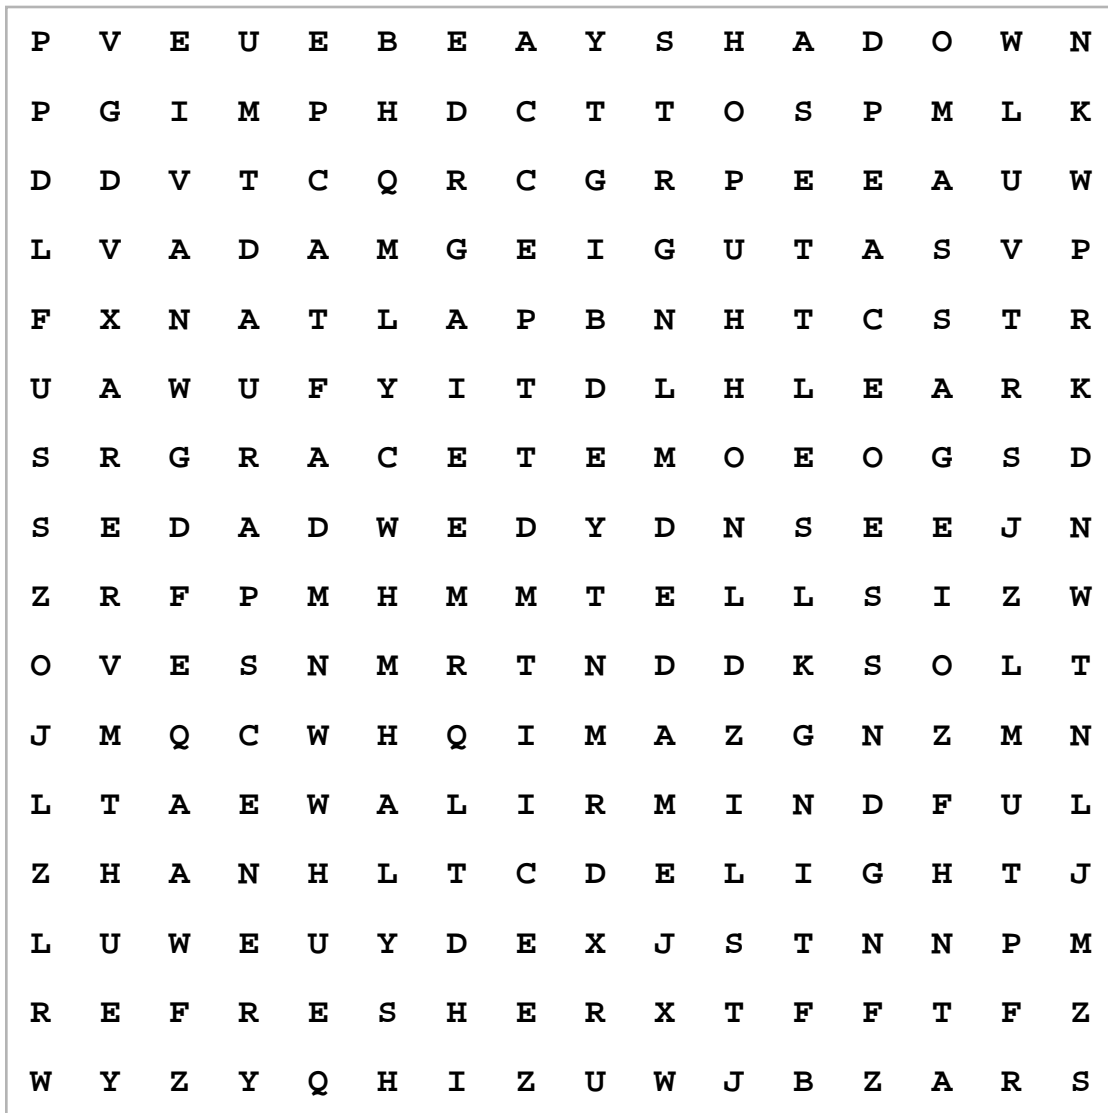 P V E U E B E A Y S H A D O W N
P G I M P H D C T T O S P M L K
D D V T C Q R C G R P E E A U W
L V A D A M G E I G U T A S V P
F X N A T L A P B N H T C S T R
U A W U F Y I T D L H L E A R K
S R G R A C E T E M O E O G S D
S E D A D W E D Y D N S E E J N
Z R F P M H M M T E L L S I Z W
O V E S N M R T N D D K S O L T
J M Q C W H Q I M A Z G N Z M N
L T A E W A L I R M I N D F U L
Z H A N H L T C D E L I G H T J
L U W E U Y D E X J S T N N P M
R E F R E S H E R X T F F T F Z
W Y Z Y Q H I Z U W J B Z A R S